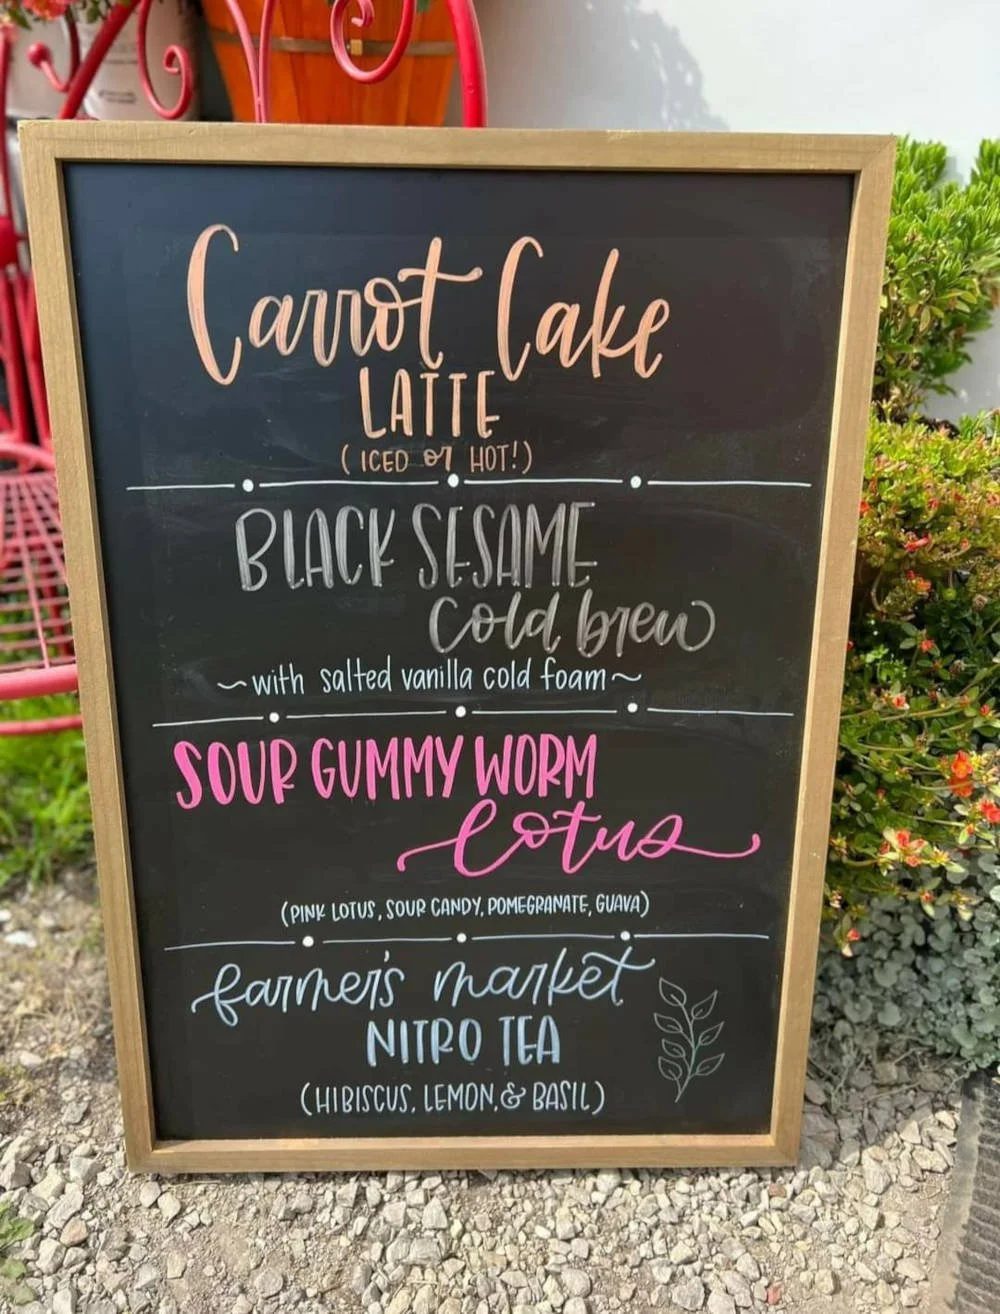 Carrot Cake
LATTE
(ICED or HOT!)
BLACK SESAME
cold brew
~with salted vanilla cold foam~
SOUR GUMMY WORM
Lotus
(PINK LOTUS, SOUR CANDY, POMEGRANATE, GUAVA)
farmer's market
NITRO TEA
(HIBISCUS, LEMON, & BASIL)